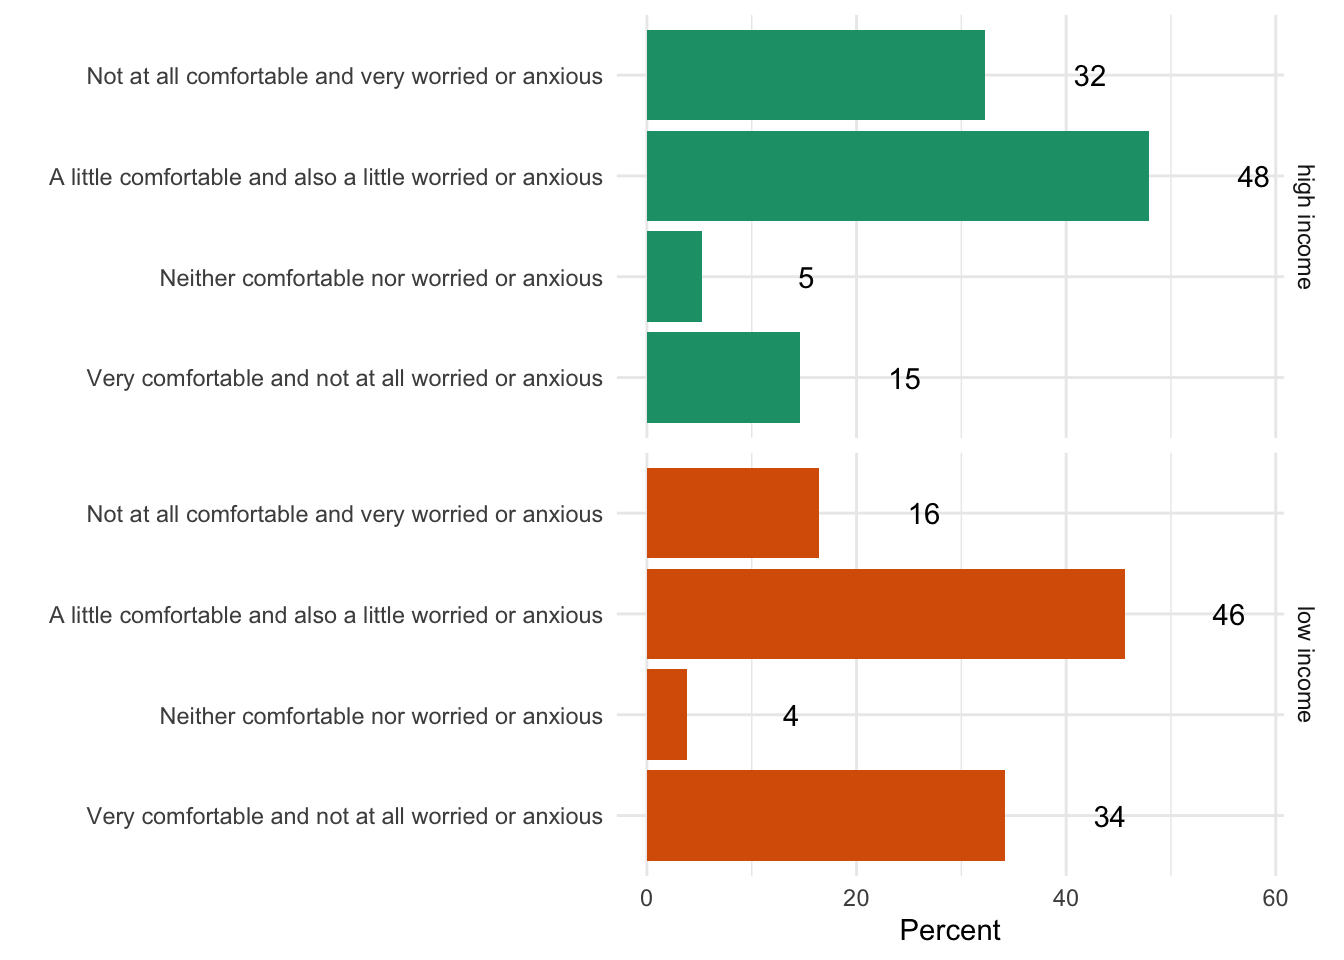 Not at all comfortable and very worried or anxious 32
A little comfortable and also a little worried or anxious 48
Neither comfortable nor worried or anxious 5
Very comfortable and not at all worried or anxious 15
high income
Not at all comfortable and very worried or anxious 16
A little comfortable and also a little worried or anxious 46
Neither comfortable nor worried or anxious 4
Very comfortable and not at all worried or anxious 34
low income
0 20 40 60
Percent